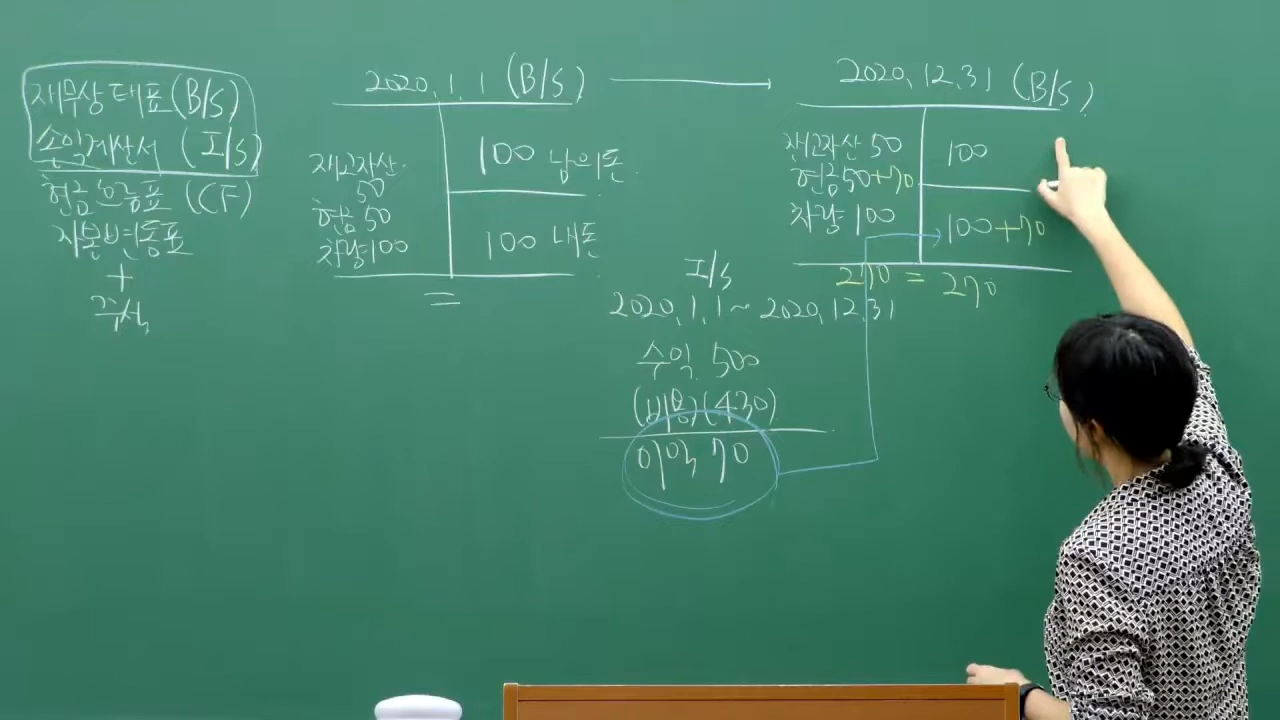 재무상태표(B/S)
손익계산서 (I/S)
현금흐름표 (CF)
자본변동표
+
주석
2020.1.1 (B/S)
재고자산
50
현금 50
차량 100
100 남의돈
100 내돈
=
2020.12.31 (B/S)
재고자산 50
현금 50+70
차량 100
100
100+70
270 = 270
I/S
2020.1.1 ~ 2020.12.31
수익 500
(비용)(430)
이익 70